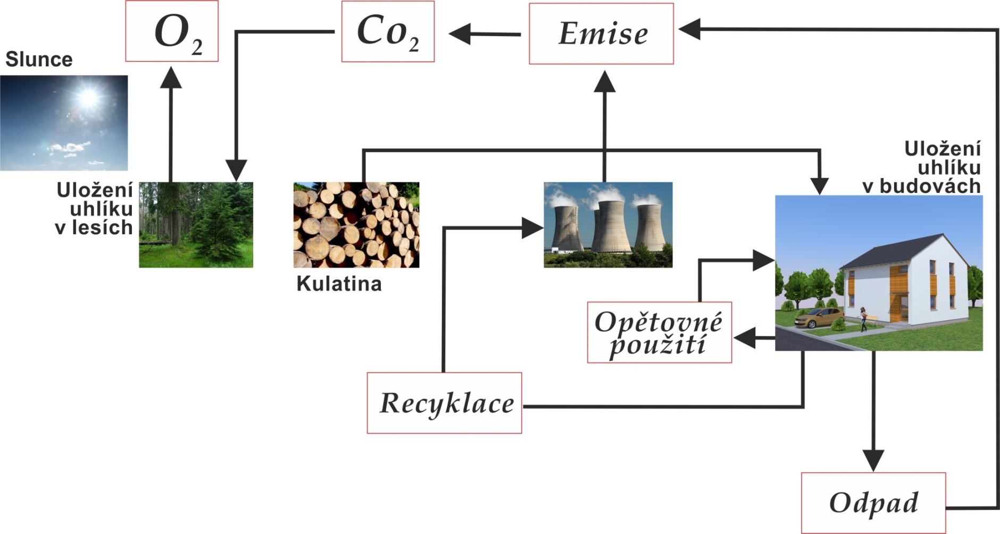 O₂
Co₂
Emise
Slunce
Uložení
uhlíku
v lesích
Kulatina
Uložení
uhlíku
v budovách
Opětovné
použití
Recyklace
Odpad